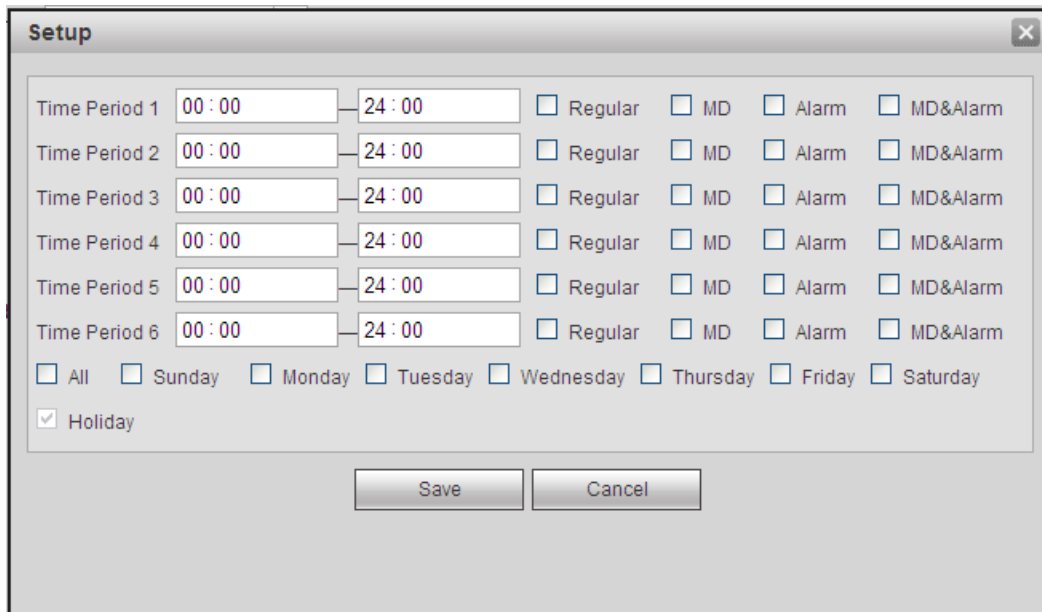 Setup
Time Period 1 00:00 — 24:00 Regular MD Alarm MD&Alarm
Time Period 2 00:00 — 24:00 Regular MD Alarm MD&Alarm
Time Period 3 00:00 — 24:00 Regular MD Alarm MD&Alarm
Time Period 4 00:00 — 24:00 Regular MD Alarm MD&Alarm
Time Period 5 00:00 — 24:00 Regular MD Alarm MD&Alarm
Time Period 6 00:00 — 24:00 Regular MD Alarm MD&Alarm
All Sunday Monday Tuesday Wednesday Thursday Friday Saturday
Holiday
Save Cancel